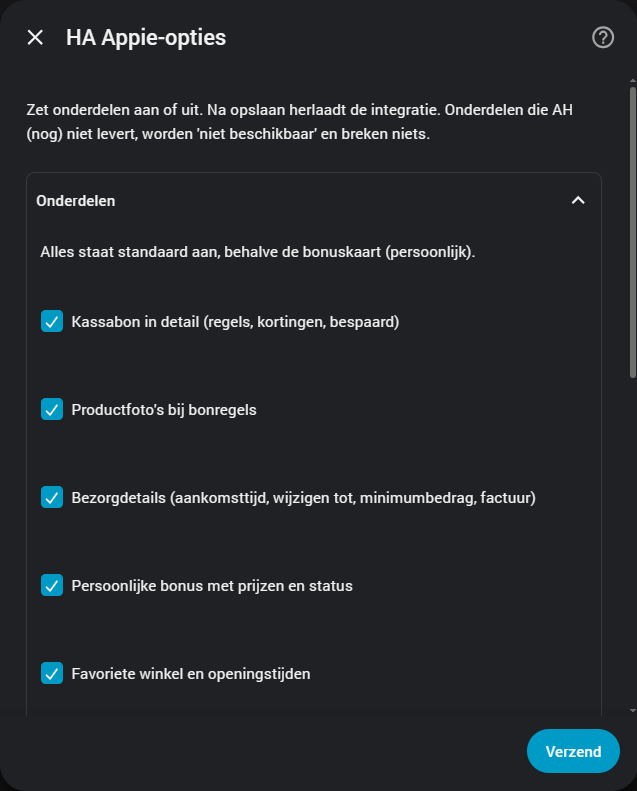 HA Appie-opties
Zet onderdelen aan of uit. Na opslaan herlaadt de integratie. Onderdelen die AH
(nog) niet levert, worden 'niet beschikbaar' en breken niets.
Onderdelen
Alles staat standaard aan, behalve de bonuskaart (persoonlijk).
Kassabon in detail (regels, kortingen, bespaard)
Productfoto's bij bonregels
Bezorgdetails (aankomsttijd, wijzigen tot, minimumbedrag, factuur)
Persoonlijke bonus met prijzen en status
Favoriete winkel en openingstijden
Verzend